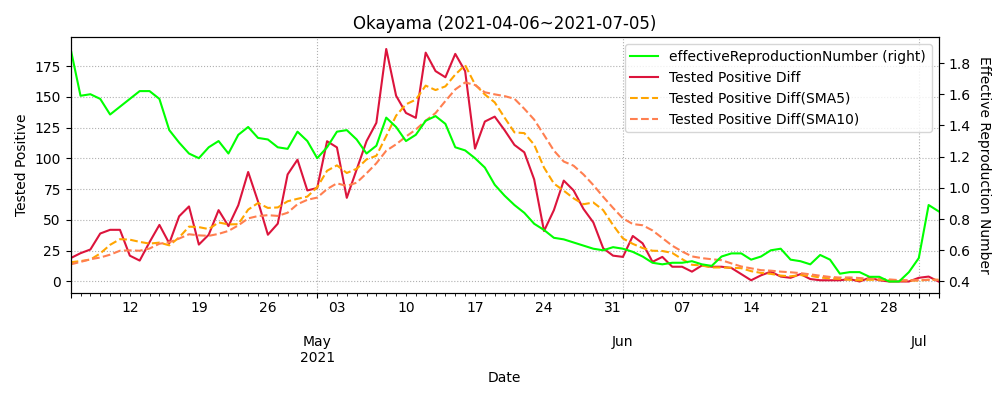 Okayama (2021-04-06~2021-07-05)
effectiveReproductionNumber (right)
Tested Positive Diff
Tested Positive Diff(SMA5)
Tested Positive Diff(SMA10)
Tested Positive
175
150
125
100
75
50
25
0
Effective Reproduction Number
1.8
1.6
1.4
1.2
1.0
0.8
0.6
0.4
12 19 26 03 10 17 24 31 07 14 21 28
May Jun Jul
2021
Date